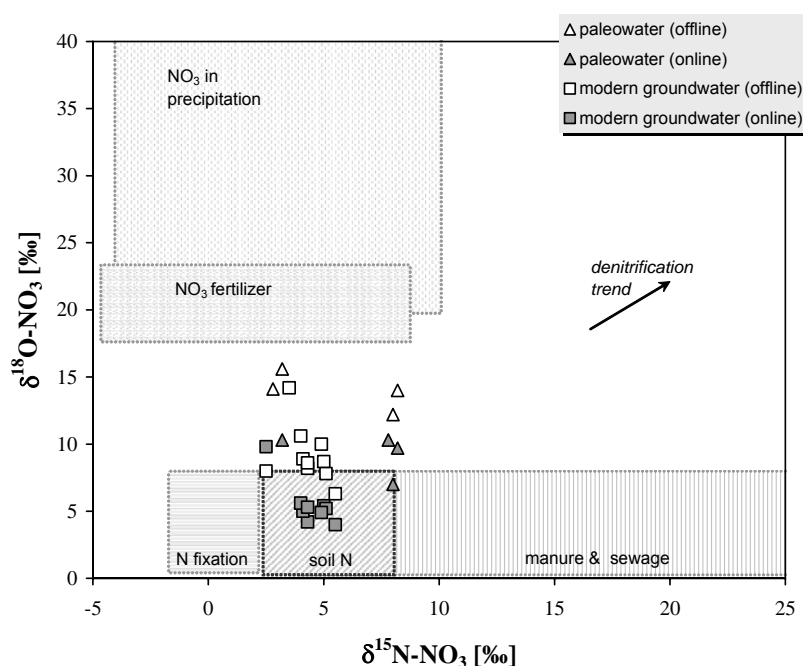 paleowater (offline)
paleowater (online)
modern groundwater (offline)
modern groundwater (online)
40
35
30
25
20
15
10
5
0
δ¹⁸O-NO₃ [‰]
NO₃ in
precipitation
NO₃ fertilizer
denitrification
trend
N fixation
soil N
manure & sewage
-5
0
5
10
15
20
25
δ¹⁵N-NO₃ [‰]